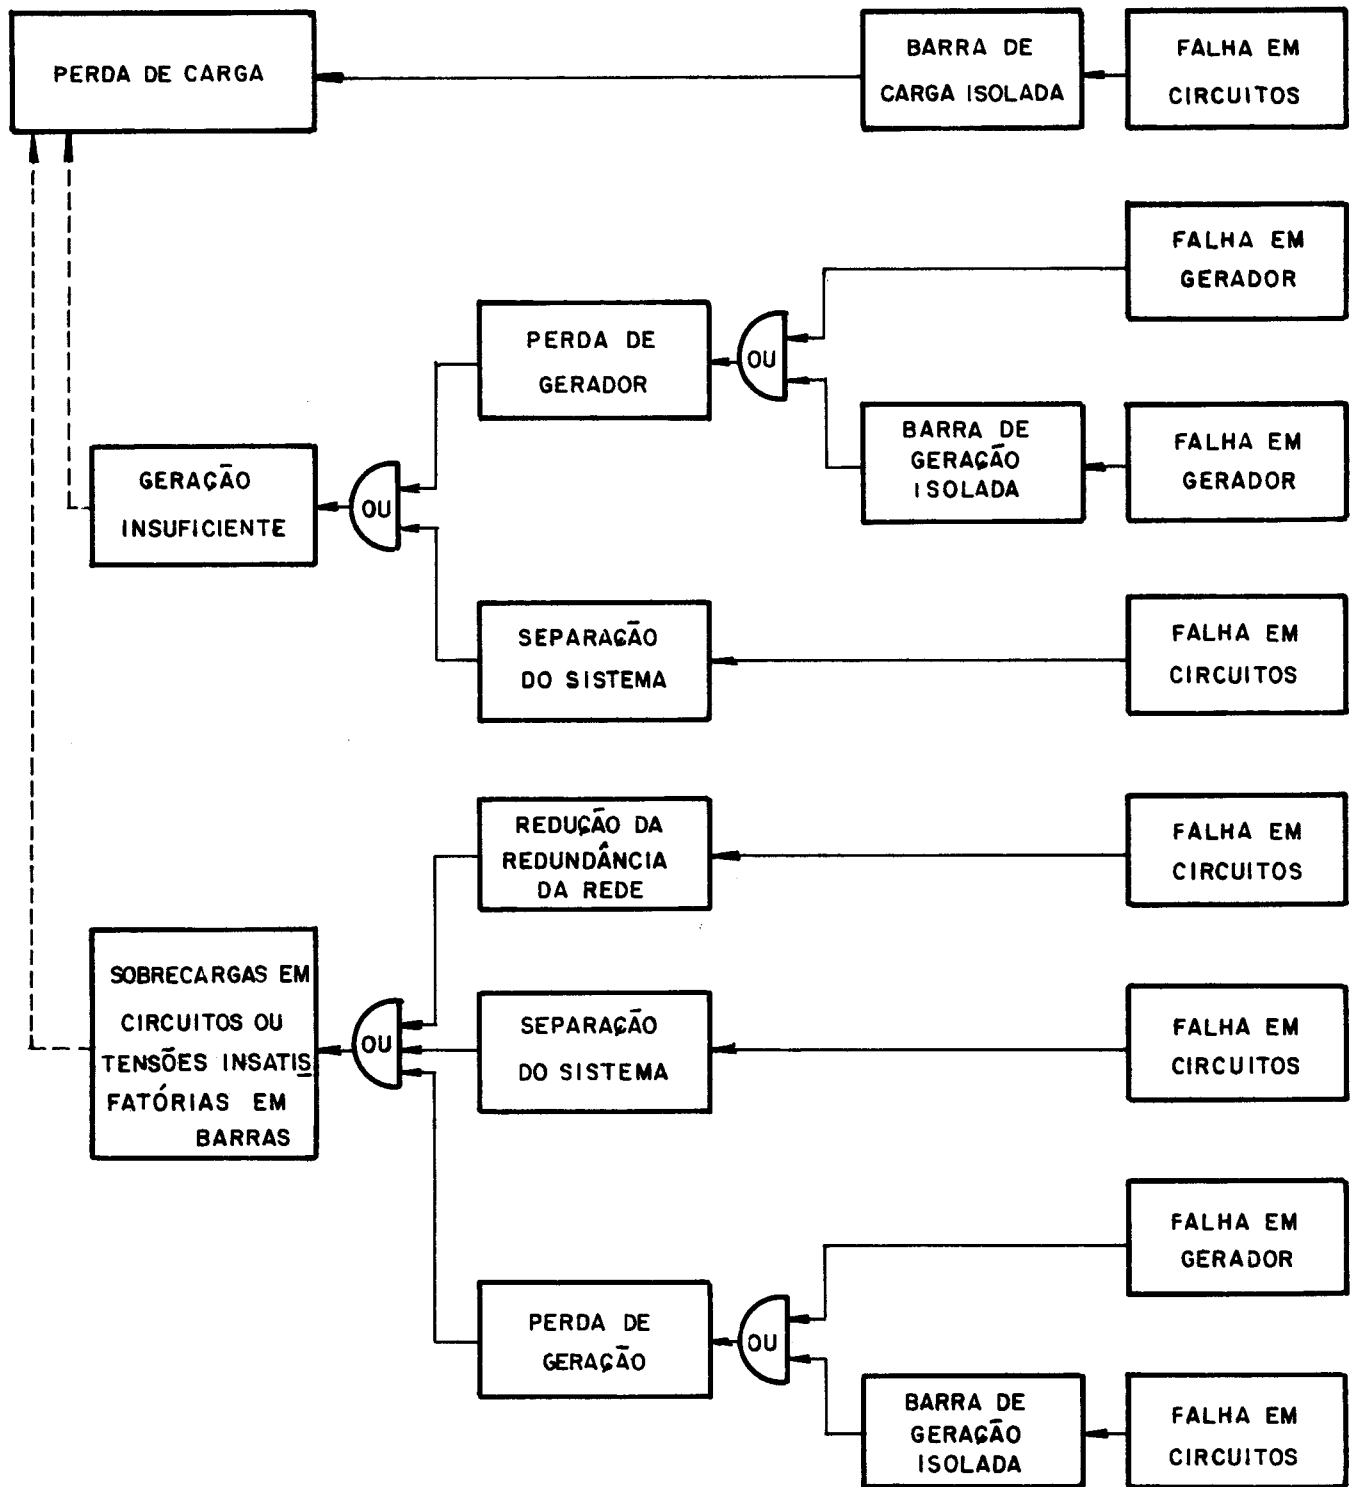 PERDA DE CARGA
BARRA DE
CARGA ISOLADA
FALHA EM
CIRCUITOS
FALHA EM
GERADOR
PERDA DE
GERADOR
OU
BARRA DE
GERAÇÃO
ISOLADA
FALHA EM
GERADOR
GERAÇÃO
INSUFICIENTE
OU
SEPARAÇÃO
DO SISTEMA
FALHA EM
CIRCUITOS
REDUÇÃO DA
REDUNDÂNCIA
DA REDE
FALHA EM
CIRCUITOS
SOBRECARGAS EM
CIRCUITOS OU
TENSÕES INSATIS
FATÓRIAS EM
BARRAS
OU
SEPARAÇÃO
DO SISTEMA
FALHA EM
CIRCUITOS
FALHA EM
GERADOR
PERDA DE
GERAÇÃO
OU
BARRA DE
GERAÇÃO
ISOLADA
FALHA EM
CIRCUITOS